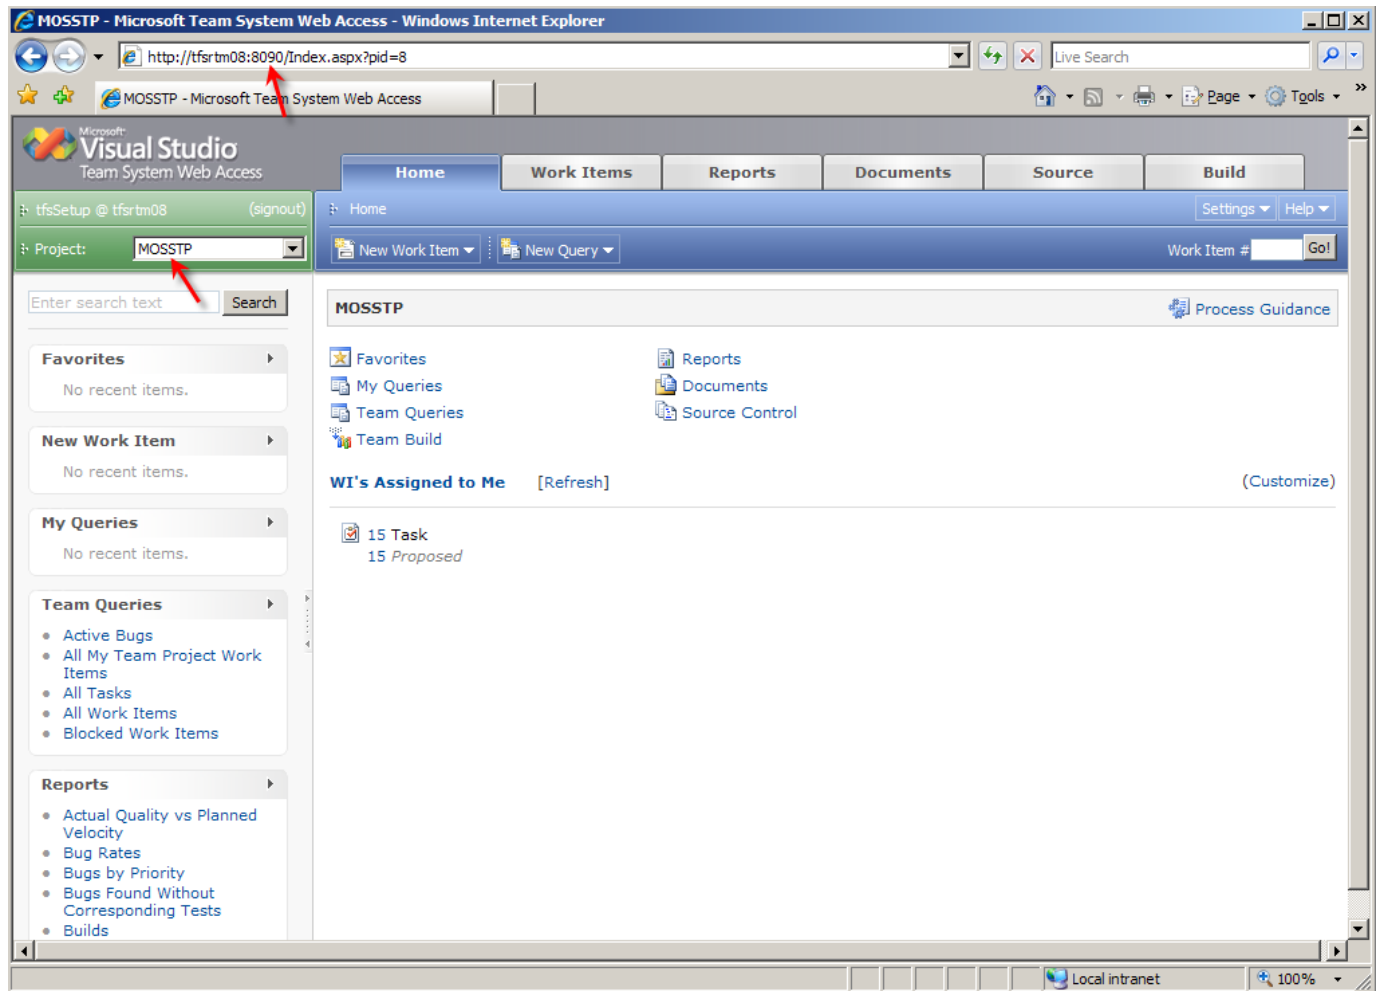 MOSSTP - Microsoft Team System Web Access - Windows Internet Explorer
http://tfsrtm08:8090/Index.aspx?pid=8
Live Search
MOSSTP - Microsoft Team System Web Access
Page
Tools
Microsoft
Visual Studio
Team System Web Access
Home
Work Items
Reports
Documents
Source
Build
tfsSetup @ tfsrtm08 (signout)
Home
Settings
Help
Project: MOSSTP
New Work Item
New Query
Work Item #
Go!
Enter search text
Search
MOSSTP
Process Guidance
Favorites
No recent items.
New Work Item
No recent items.
My Queries
No recent items.
Team Queries
Active Bugs
All My Team Project Work
Items
All Tasks
All Work Items
Blocked Work Items
Reports
Actual Quality vs Planned
Velocity
Bug Rates
Bugs by Priority
Bugs Found Without
Corresponding Tests
Builds
Favorites
My Queries
Team Queries
Team Build
Reports
Documents
Source Control
WI's Assigned to Me [Refresh] (Customize)
15 Task
15 Proposed
Local intranet
100%